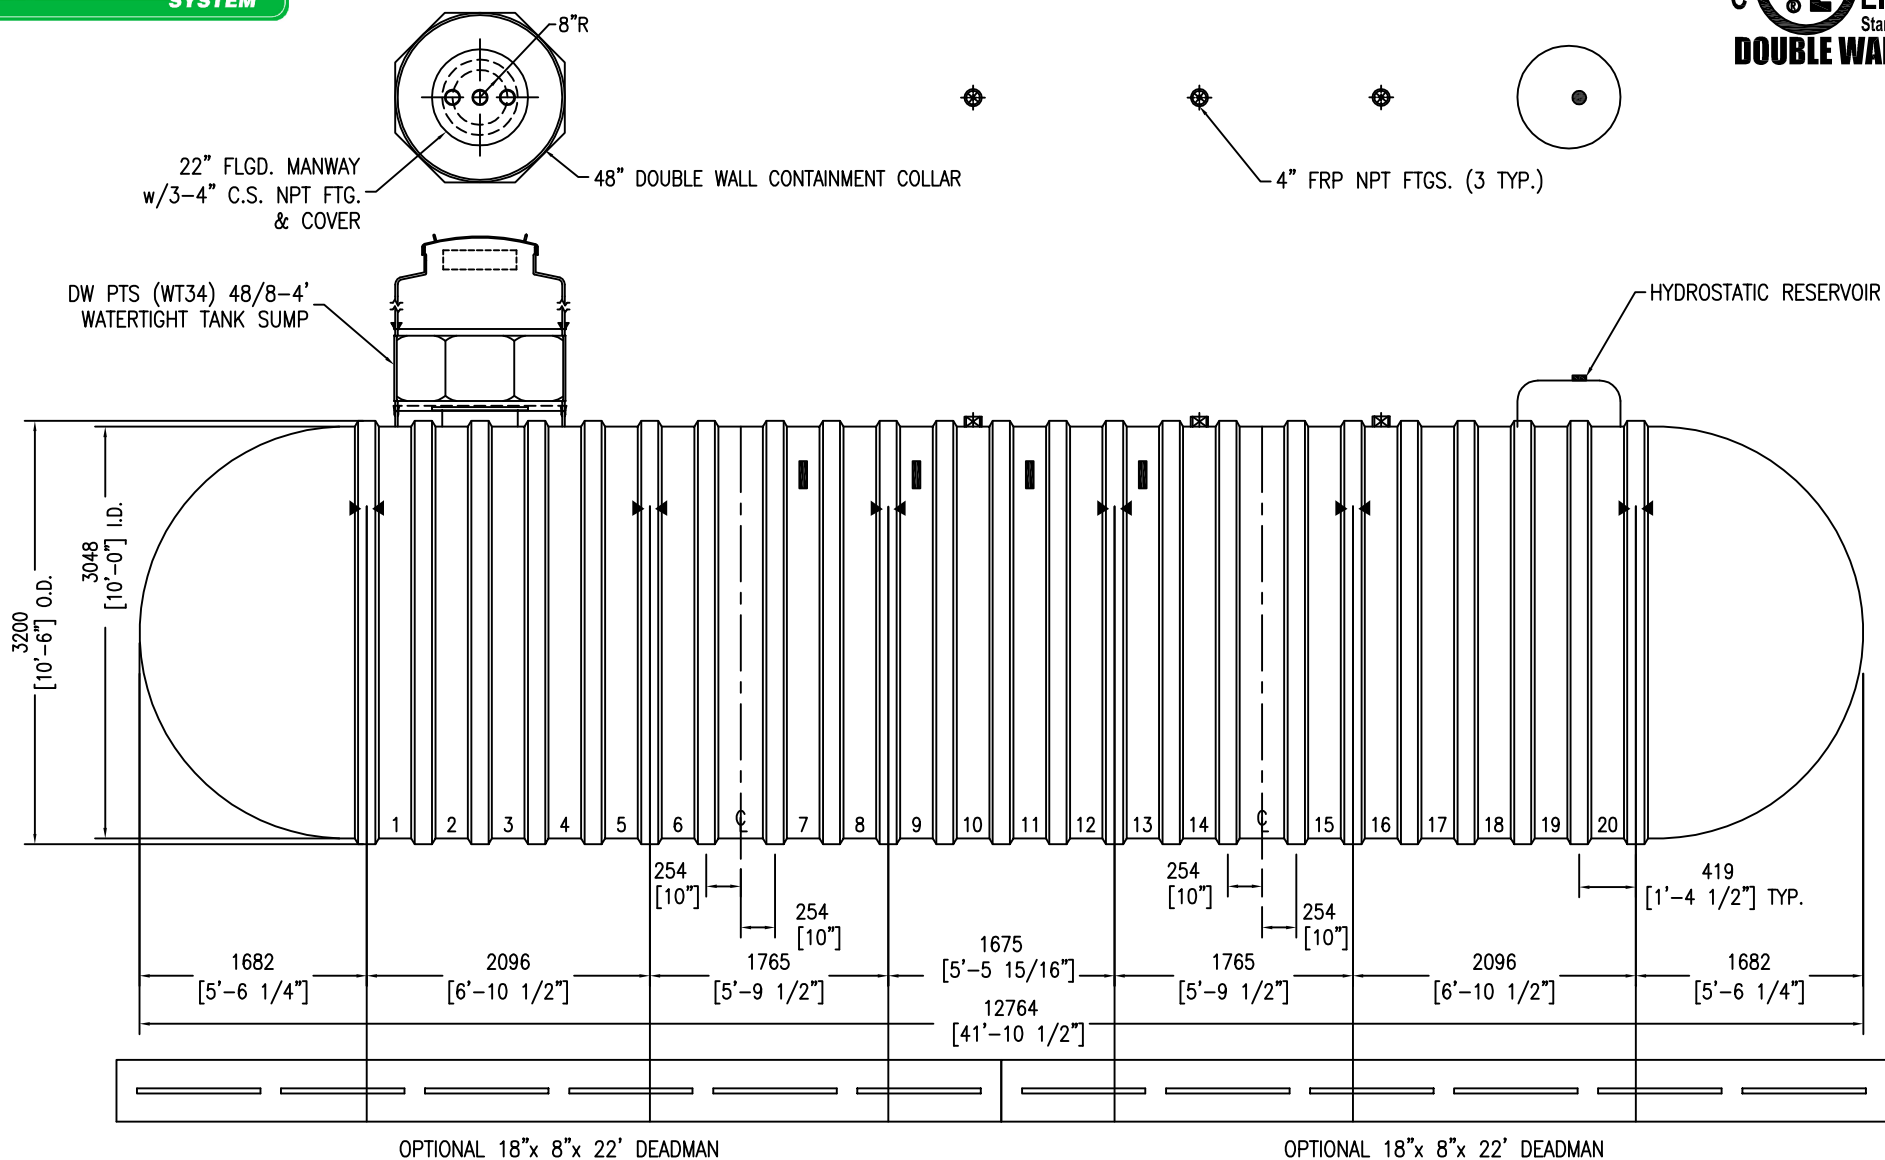 SYSTEM
8"R
22" FLGD. MANWAY
w/3-4" C.S. NPT FTG.
& COVER
48" DOUBLE WALL CONTAINMENT COLLAR
4" FRP NPT FTGS. (3 TYP.)
®
DOUBLE
DW PTS (WT34) 48/8-4'
WATERTIGHT TANK SUMP
HYDROSTATIC RESERVOIR
3200
[10'-6"] O.D.
3048
[10'-0"] I.D.
1 2 3 4 5 6 ℄ 7 8 9 10 11 12 13 14 ℄ 15 16 17 18 19 20
254
[10"]
254
[10"]
254
[10"]
254
[10"]
419
[1'-4 1/2"] TYP.
1682
[5'-6 1/4"]
2096
[6'-10 1/2"]
1765
[5'-9 1/2"]
1675
[5'-5 15/16"]
1765
[5'-9 1/2"]
2096
[6'-10 1/2"]
1682
[5'-6 1/4"]
12764
[41'-10 1/2"]
OPTIONAL 18"x 8"x 22' DEADMAN
OPTIONAL 18"x 8"x 22' DEADMAN